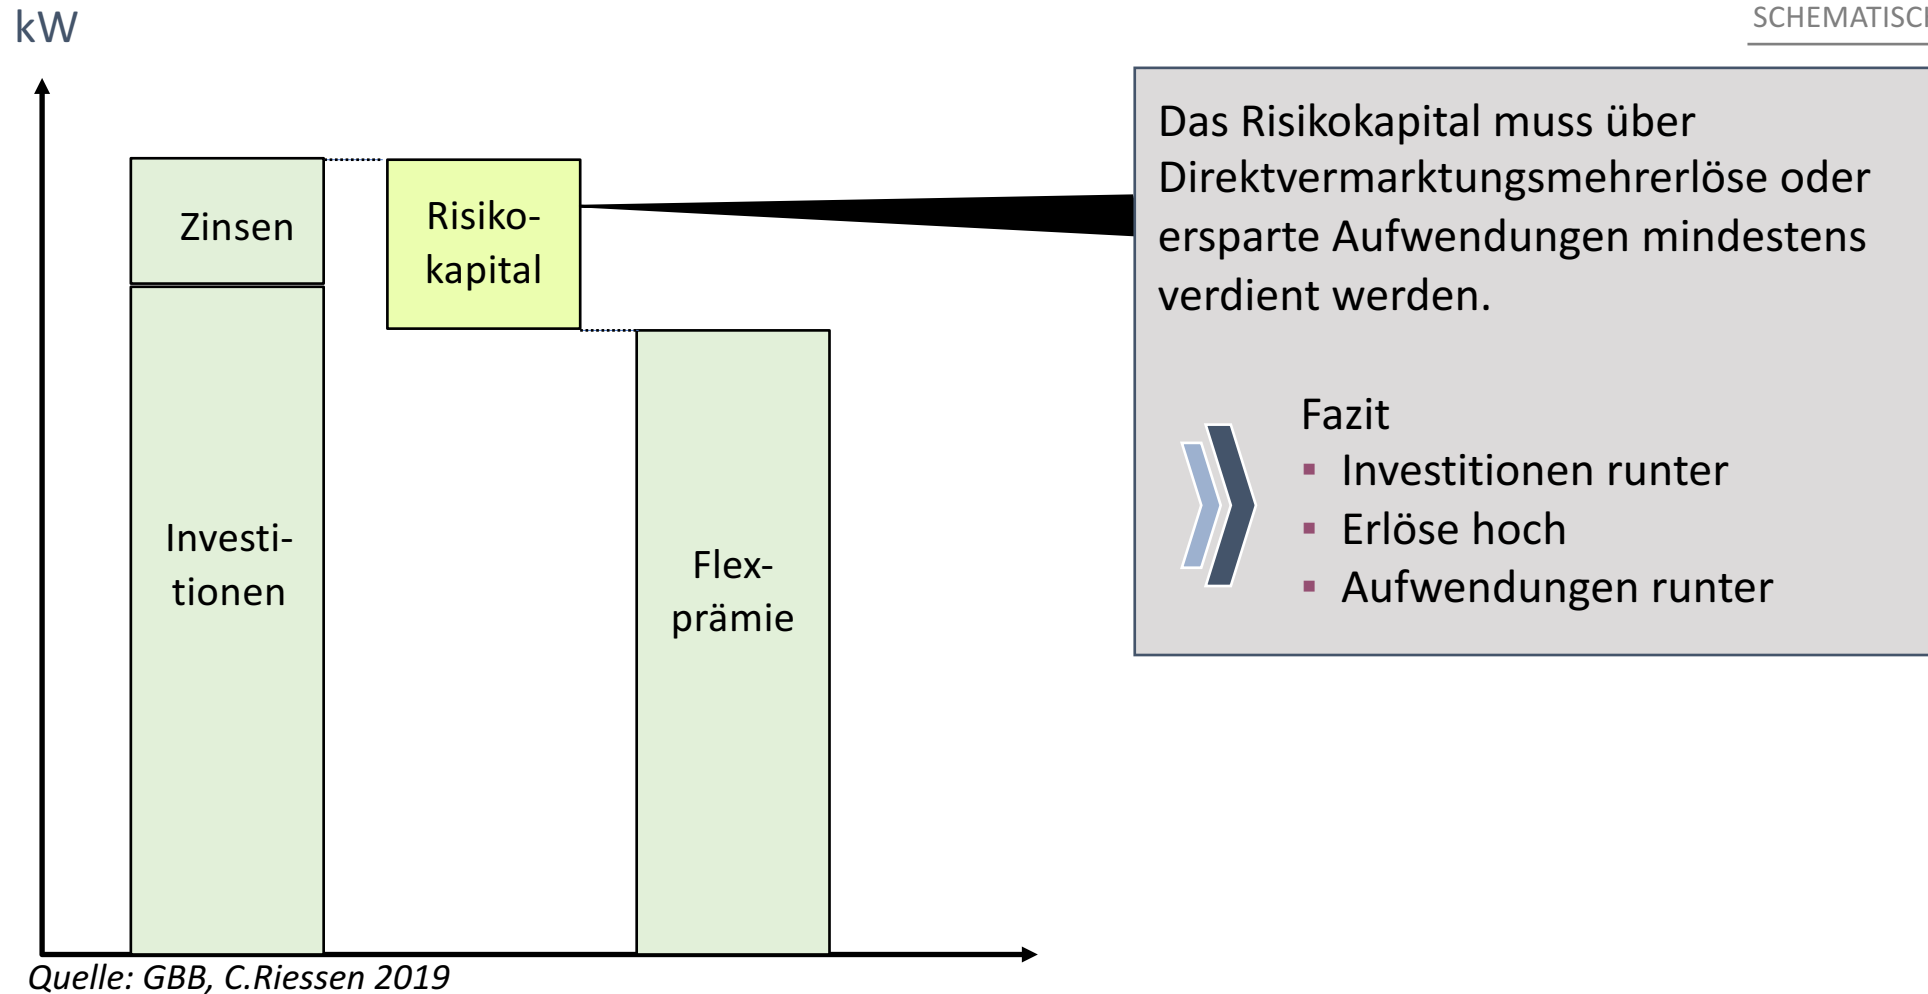 kW
SCHEMATISCH
Zinsen
Risiko-
kapital
Investi-
tionen
Flex-
prämie
Das Risikokapital muss über
Direktvermarktungsmehrerlöse oder
ersparte Aufwendungen mindestens
verdient werden.
Fazit
▪ Investitionen runter
▪ Erlöse hoch
▪ Aufwendungen runter
Quelle: GBB, C.Riessen 2019